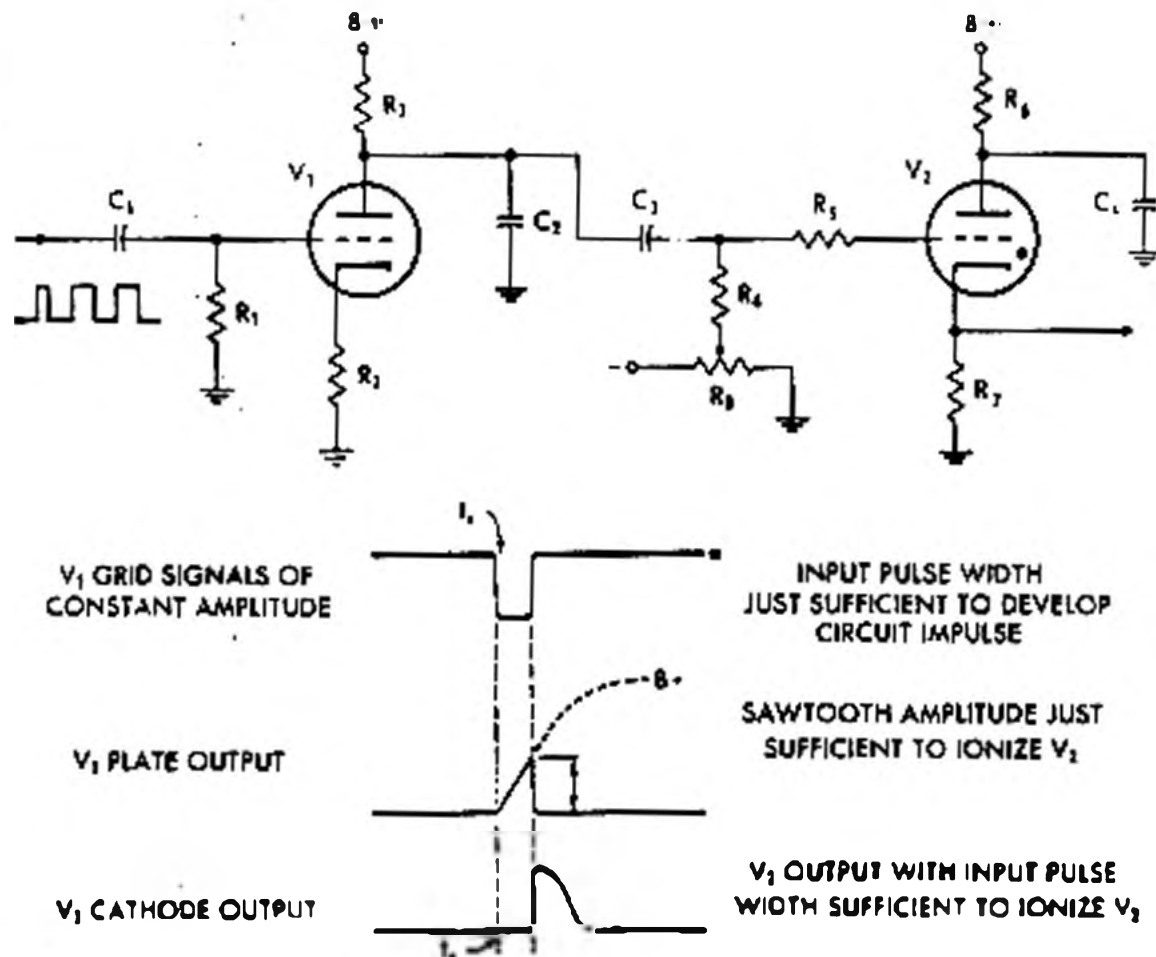 B+
B+
R₃
R₆
V₁
V₂
C₁
C₂
C₃
R₅
R₁
R₄
R₈
R₇
V₁ GRID SIGNALS OF
CONSTANT AMPLITUDE
INPUT PULSE WIDTH
JUST SUFFICIENT TO DEVELOP
CIRCUIT IMPULSE
B+
V₁ PLATE OUTPUT
SAWTOOTH AMPLITUDE JUST
SUFFICIENT TO IONIZE V₂
V₂ CATHODE OUTPUT
V₂ OUTPUT WITH INPUT PULSE
WIDTH SUFFICIENT TO IONIZE V₂